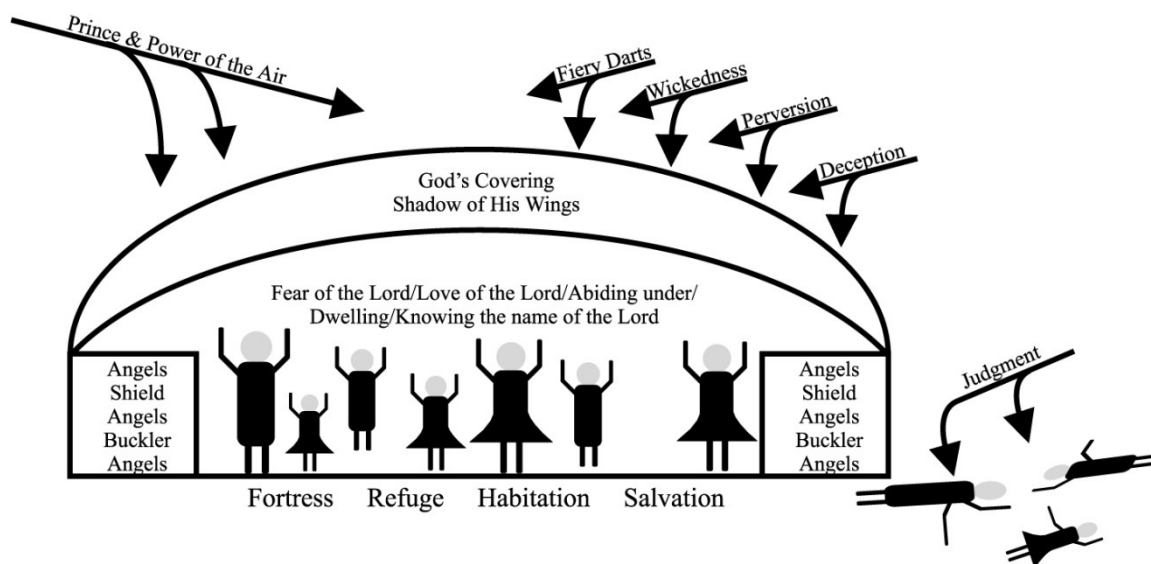 Prince & Power of the Air
Fiery Darts
Wickedness
Perversion
Deception
God’s Covering
Shadow of His Wings
Fear of the Lord/Love of the Lord/Abiding under/
Dwelling/Knowing the name of the Lord
Angels
Shield
Angels
Buckler
Angels
Angels
Shield
Angels
Buckler
Angels
Judgment
Fortress Refuge Habitation Salvation